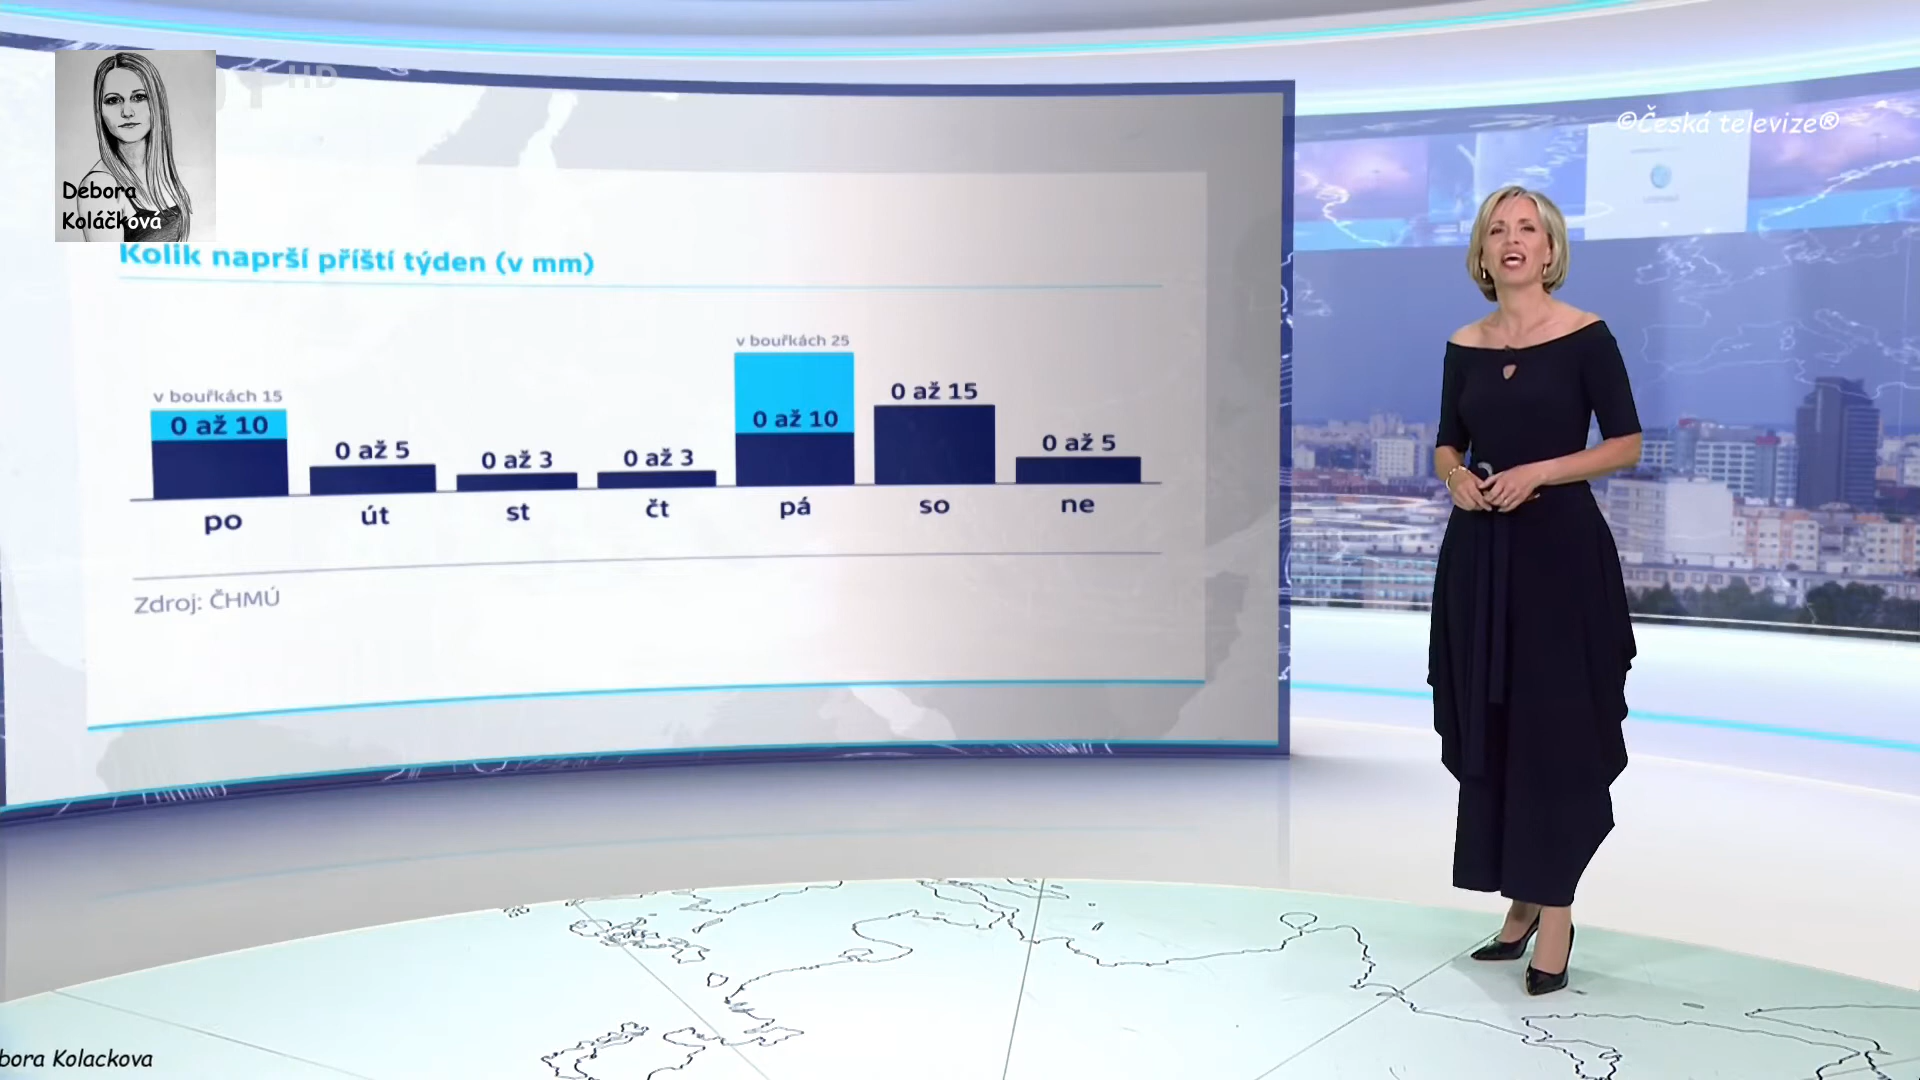 HD
©Česká televize®
Debora
Koláčková
Kolik naprší příští týden (v mm)
v bouřkách 15
0 až 10
0 až 5
0 až 3
0 až 3
v bouřkách 25
0 až 10
0 až 15
0 až 5
po
út
st
čt
pá
so
ne
Zdroj: ČHMÚ
bora Kolackova